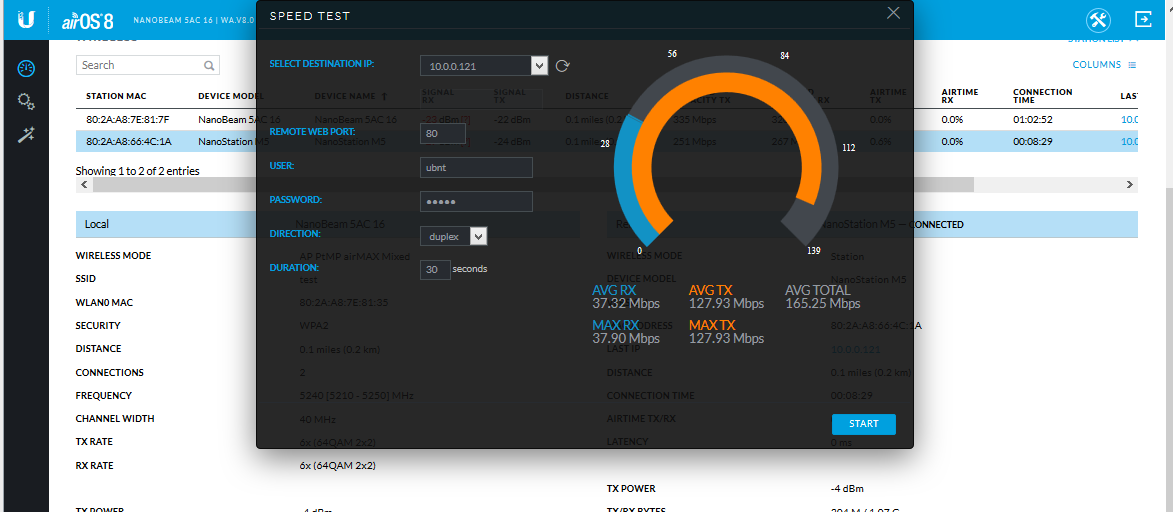 airOS 8 NANOBEAM 5AC 16 | WA.V8.0
SPEED TEST
Search
COLUMNS
STATION MAC DEVICE MODEL DEVICE NAME SIGNAL RX SIGNAL TX DISTANCE TX RX AIRTIME TX AIRTIME RX CONNECTION TIME LAS
80:2A:A8:7E:81:7F NanoBeam 5AC 16 NanoBeam 5AC 16 -23 dBm -22 dBm 0.1 miles (0.2 335 Mbps 0.0% 0.0% 01:02:52 10.0
80:2A:A8:66:4C:1A NanoStation M5 NanoStation M5 -24 dBm 0.1 miles 251 Mbps 267 M 0.6% 0.0% 00:08:29 10.0
Showing 1 to 2 of 2 entries
SELECT DESTINATION IP: 10.0.0.121
REMOTE WEB PORT: 80
USER: ubnt
PASSWORD: •••••
DIRECTION: duplex
DURATION: 30 seconds
0 28 56 84 112 139
AVG RX AVG TX AVG TOTAL
37.32 Mbps 127.93 Mbps 165.25 Mbps
MAX RX MAX TX
37.90 Mbps 127.93 Mbps
START
Local NanoBeam 5AC 16
WIRELESS MODE AP PtMP airMAX Mixed
SSID test
WLAN0 MAC 80:2A:A8:7E:81:35
SECURITY WPA2
DISTANCE 0.1 miles (0.2 km)
CONNECTIONS 2
FREQUENCY 5240 [5210 - 5250] MHz
CHANNEL WIDTH 40 MHz
TX RATE 6x (64QAM 2x2)
RX RATE 6x (64QAM 2x2)
TX POWER -4 dBm
NanoStation M5 — CONNECTED
WIRELESS MODE Station
DEVICE MODEL NanoStation M5
ADDRESS 80:2A:A8:66:4C:1A
LAST IP 10.0.0.121
DISTANCE 0.1 miles (0.2 km)
CONNECTION TIME 00:08:29
AIRTIME TX/RX
LATENCY 0 ms
TX POWER -4 dBm
TX/RX BYTES